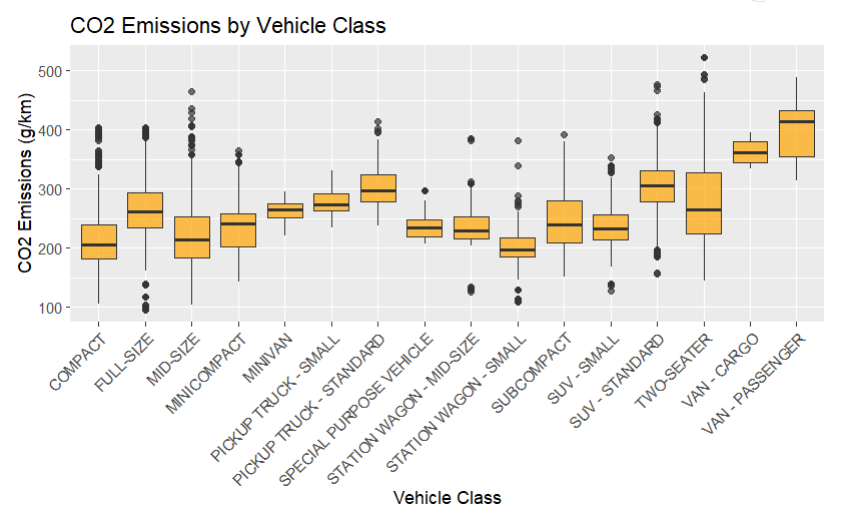 CO2 Emissions by Vehicle Class
CO2 Emissions (g/km)
500
400
300
200
100
COMPACT
FULL-SIZE
MID-SIZE
MINICOMPACT
MINIVAN
PICKUP TRUCK - SMALL
PICKUP TRUCK - STANDARD
SPECIAL PURPOSE VEHICLE
STATION WAGON - MID-SIZE
STATION WAGON - SMALL
SUBCOMPACT
SUV - SMALL
SUV - STANDARD
TWO-SEATER
VAN - CARGO
VAN - PASSENGER
Vehicle Class